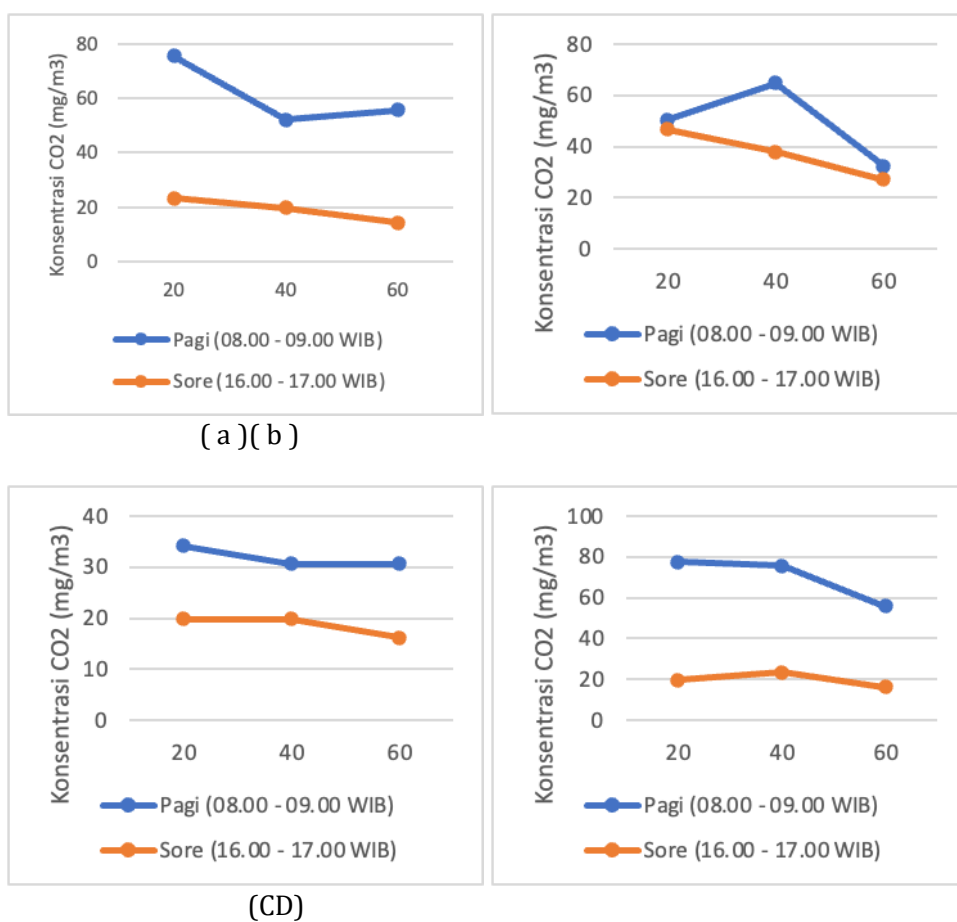 Konsentrasi CO2 (mg/m3)
80
60
40
20
0
20 40 60
Pagi (08.00 - 09.00 WIB)
Sore (16.00 - 17.00 WIB)
Konsentrasi CO2 (mg/m3)
80
60
40
20
0
20 40 60
Pagi (08.00 - 09.00 WIB)
Sore (16.00 - 17.00 WIB)
( a )( b )
Konsentrasi CO2 (mg/m3)
40
30
20
10
0
20 40 60
Pagi (08.00 - 09.00 WIB)
Sore (16.00 - 17.00 WIB)
Konsentrasi CO2 (mg/m3)
100
80
60
40
20
0
20 40 60
Pagi (08.00 - 09.00 WIB)
Sore (16.00 - 17.00 WIB)
(CD)